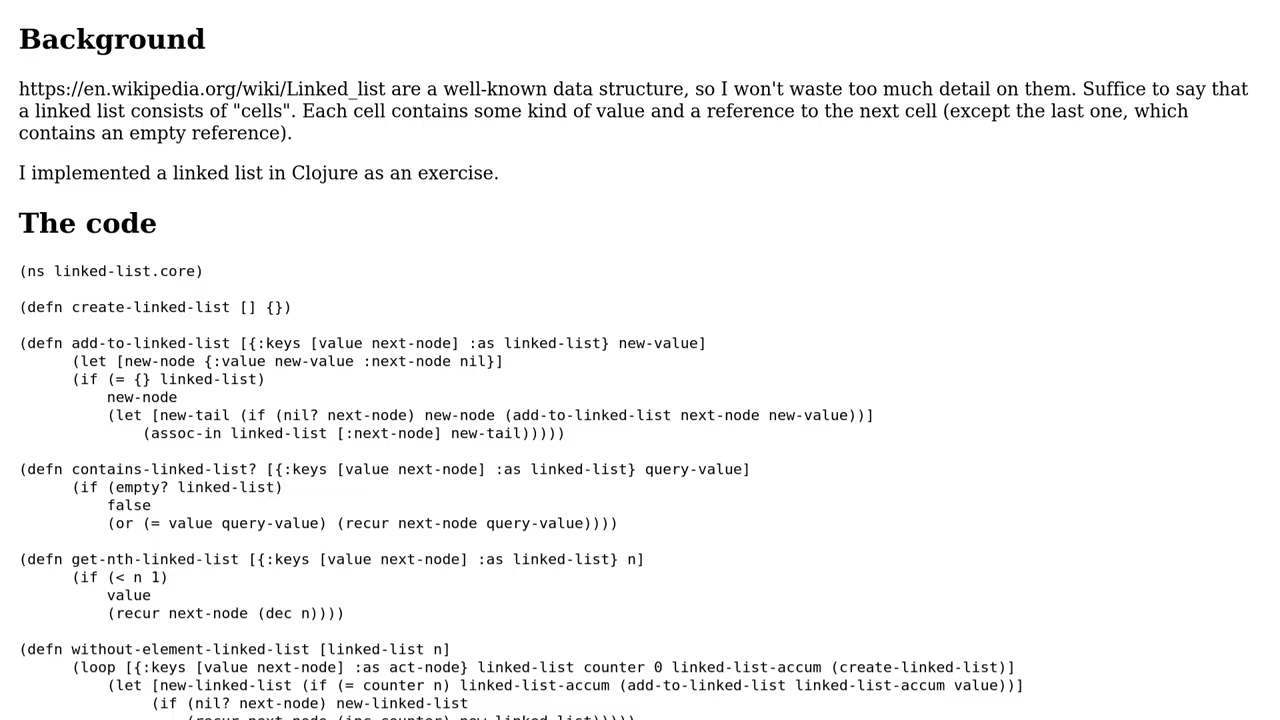 Background
https://en.wikipedia.org/wiki/Linked_list are a well-known data structure, so I won't waste too much detail on them. Suffice to say that
a linked list consists of "cells". Each cell contains some kind of value and a reference to the next cell (except the last one, which
contains an empty reference).
I implemented a linked list in Clojure as an exercise.
The code
(ns linked-list.core)
(defn create-linked-list [] {})
(defn add-to-linked-list [{:keys [value next-node] :as linked-list} new-value]
(let [new-node {:value new-value :next-node nil}]
(if (= {} linked-list)
new-node
(let [new-tail (if (nil? next-node) new-node (add-to-linked-list next-node new-value))]
(assoc-in linked-list [:next-node] new-tail)))))
(defn contains-linked-list? [{:keys [value next-node] :as linked-list} query-value]
(if (empty? linked-list)
false
(or (= value query-value) (recur next-node query-value))))
(defn get-nth-linked-list [{:keys [value next-node] :as linked-list} n]
(if (< n 1)
value
(recur next-node (dec n))))
(defn without-element-linked-list [linked-list n]
(loop [{:keys [value next-node] :as act-node} linked-list counter 0 linked-list-accum (create-linked-list)]
(let [new-linked-list (if (= counter n) linked-list-accum (add-to-linked-list linked-list-accum value))]
(if (nil? next-node) new-linked-list
(recur next-node (inc counter) new-linked-list)))))